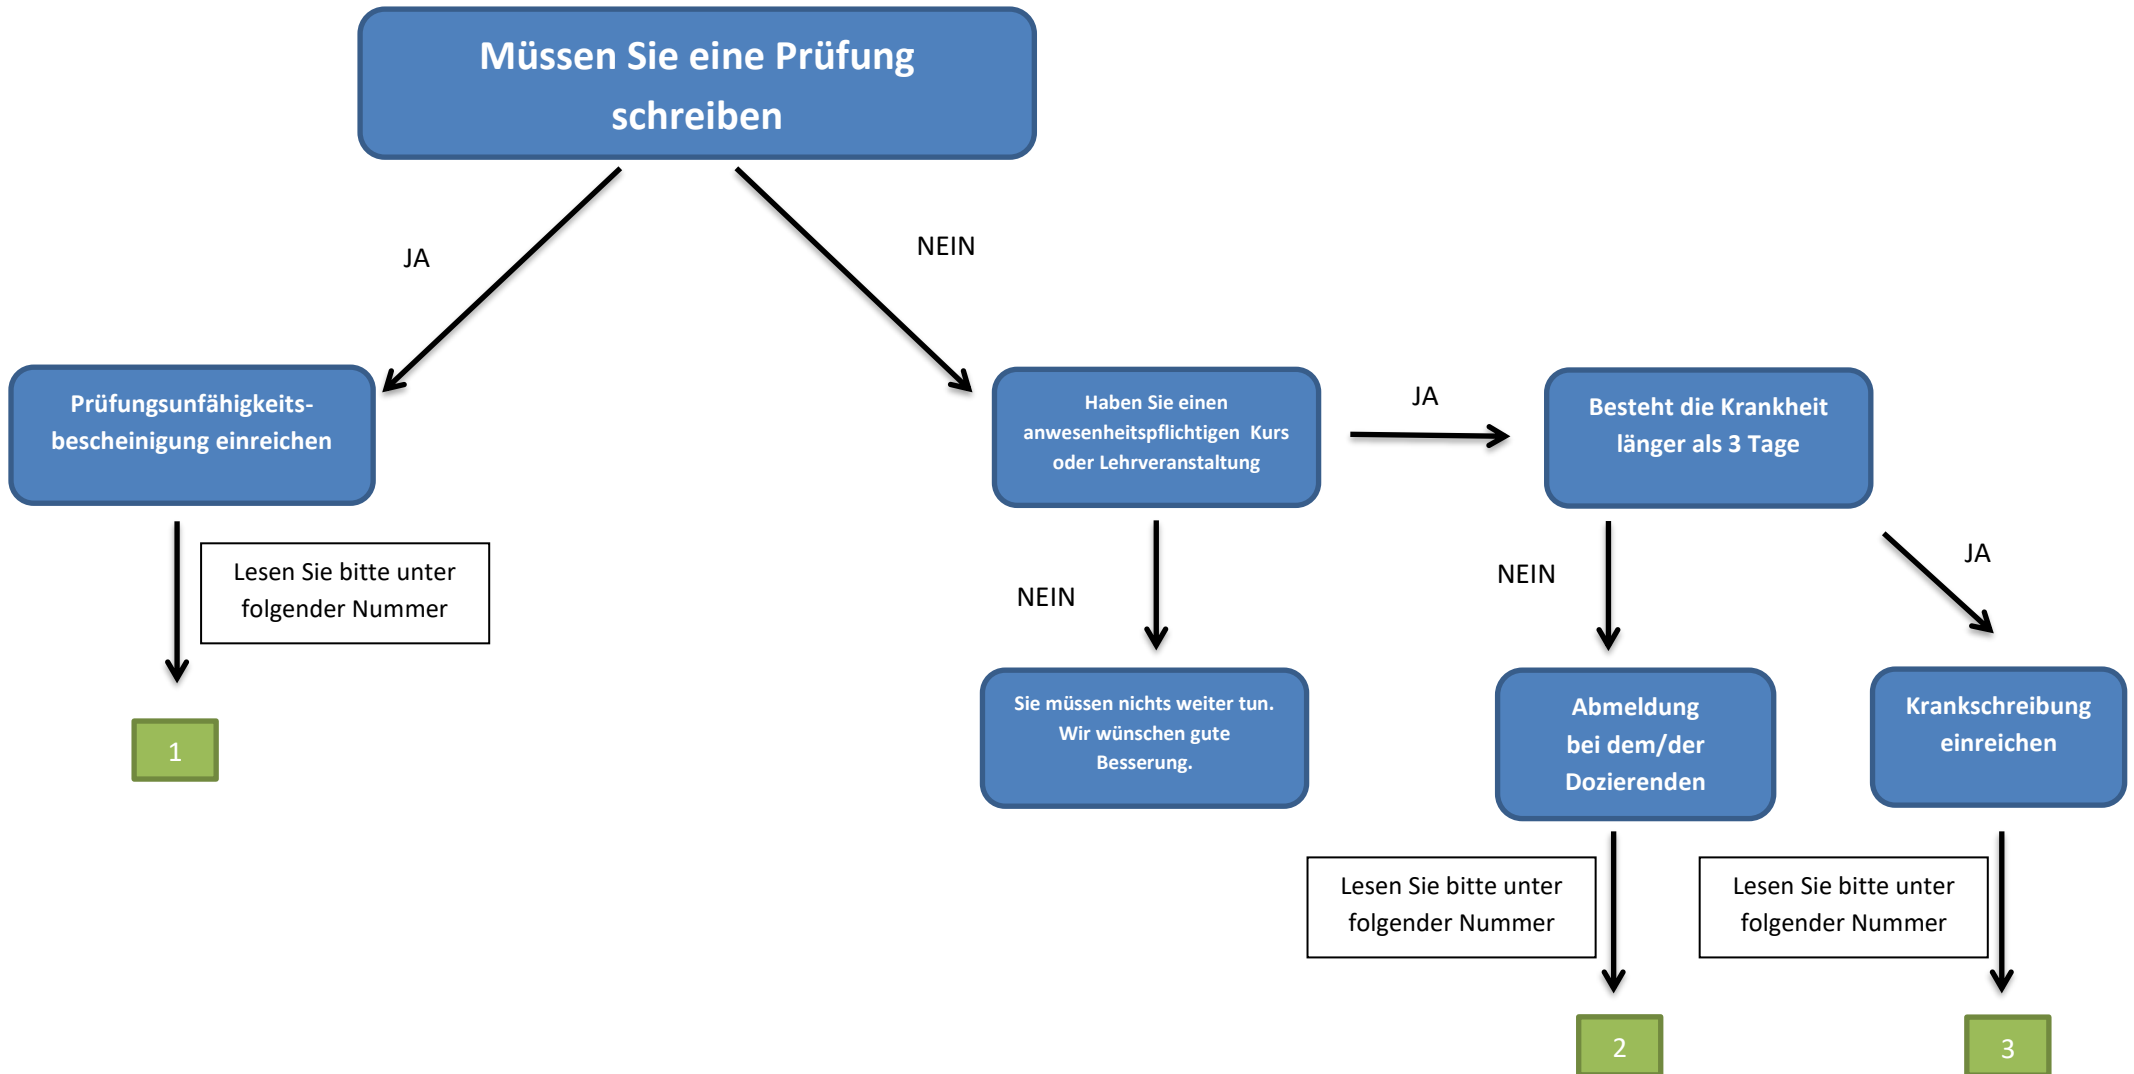 Müssen Sie eine Prüfung
schreiben
JA
NEIN
Prüfungsunfähigkeits-
bescheinigung einreichen
Haben Sie einen
anwesenheitspflichtigen Kurs
oder Lehrveranstaltung
JA
Besteht die Krankheit
länger als 3 Tage
Lesen Sie bitte unter
folgender Nummer
NEIN
NEIN
JA
1
Sie müssen nichts weiter tun.
Wir wünschen gute
Besserung.
Abmeldung
bei dem/der
Dozierenden
Krankschreibung
einreichen
Lesen Sie bitte unter
folgender Nummer
Lesen Sie bitte unter
folgender Nummer
2
3